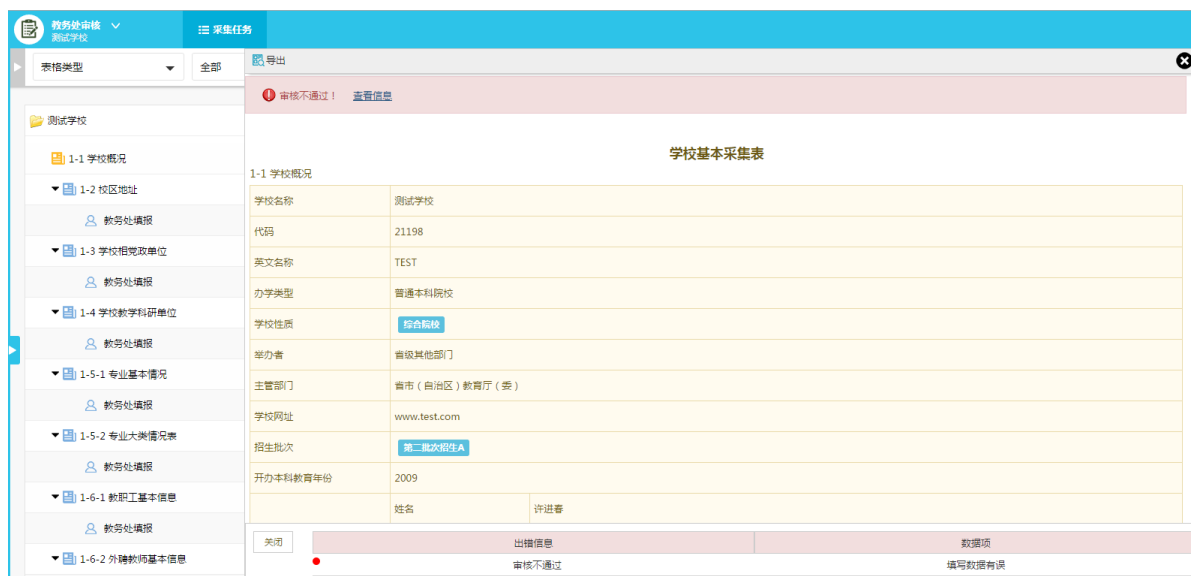 教务处审核
测试学校
采集任务
表格类型
全部
导出
审核不通过！ 查看信息
测试学校
1-1 学校概况
1-2 校区地址
教务处填报
1-3 学校相党政单位
教务处填报
1-4 学校教学科研单位
教务处填报
1-5-1 专业基本情况
教务处填报
1-5-2 专业大类情况表
教务处填报
1-6-1 教职工基本信息
教务处填报
1-6-2 外聘教师基本信息
学校基本采集表
1-1 学校概况
学校名称 测试学校
代码 21198
英文名称 TEST
办学类型 普通本科院校
学校性质 综合院校
举办者 省级其他部门
主管部门 省市（自治区）教育厅（委）
学校网址 www.test.com
招生批次 第二批次招生A
开办本科教育年份 2009
姓名 许进春
关闭
出错信息 数据项
审核不通过 填写数据有误